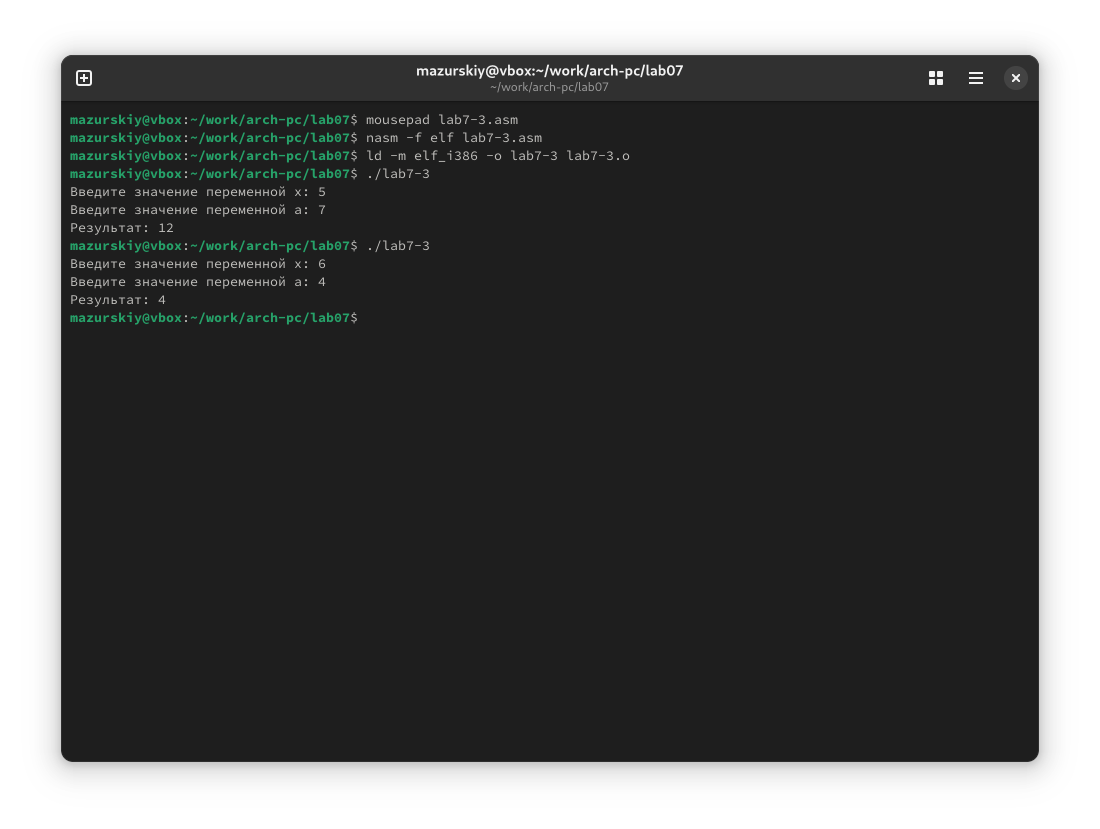 mazurskiy@vbox:~/work/arch-pc/lab07
~/work/arch-pc/lab07
mazurskiy@vbox:~/work/arch-pc/lab07$ mousepad lab7-3.asm
mazurskiy@vbox:~/work/arch-pc/lab07$ nasm -f elf lab7-3.asm
mazurskiy@vbox:~/work/arch-pc/lab07$ ld -m elf_i386 -o lab7-3 lab7-3.o
mazurskiy@vbox:~/work/arch-pc/lab07$ ./lab7-3
Введите значение переменной x: 5
Введите значение переменной a: 7
Результат: 12
mazurskiy@vbox:~/work/arch-pc/lab07$ ./lab7-3
Введите значение переменной x: 6
Введите значение переменной a: 4
Результат: 4
mazurskiy@vbox:~/work/arch-pc/lab07$